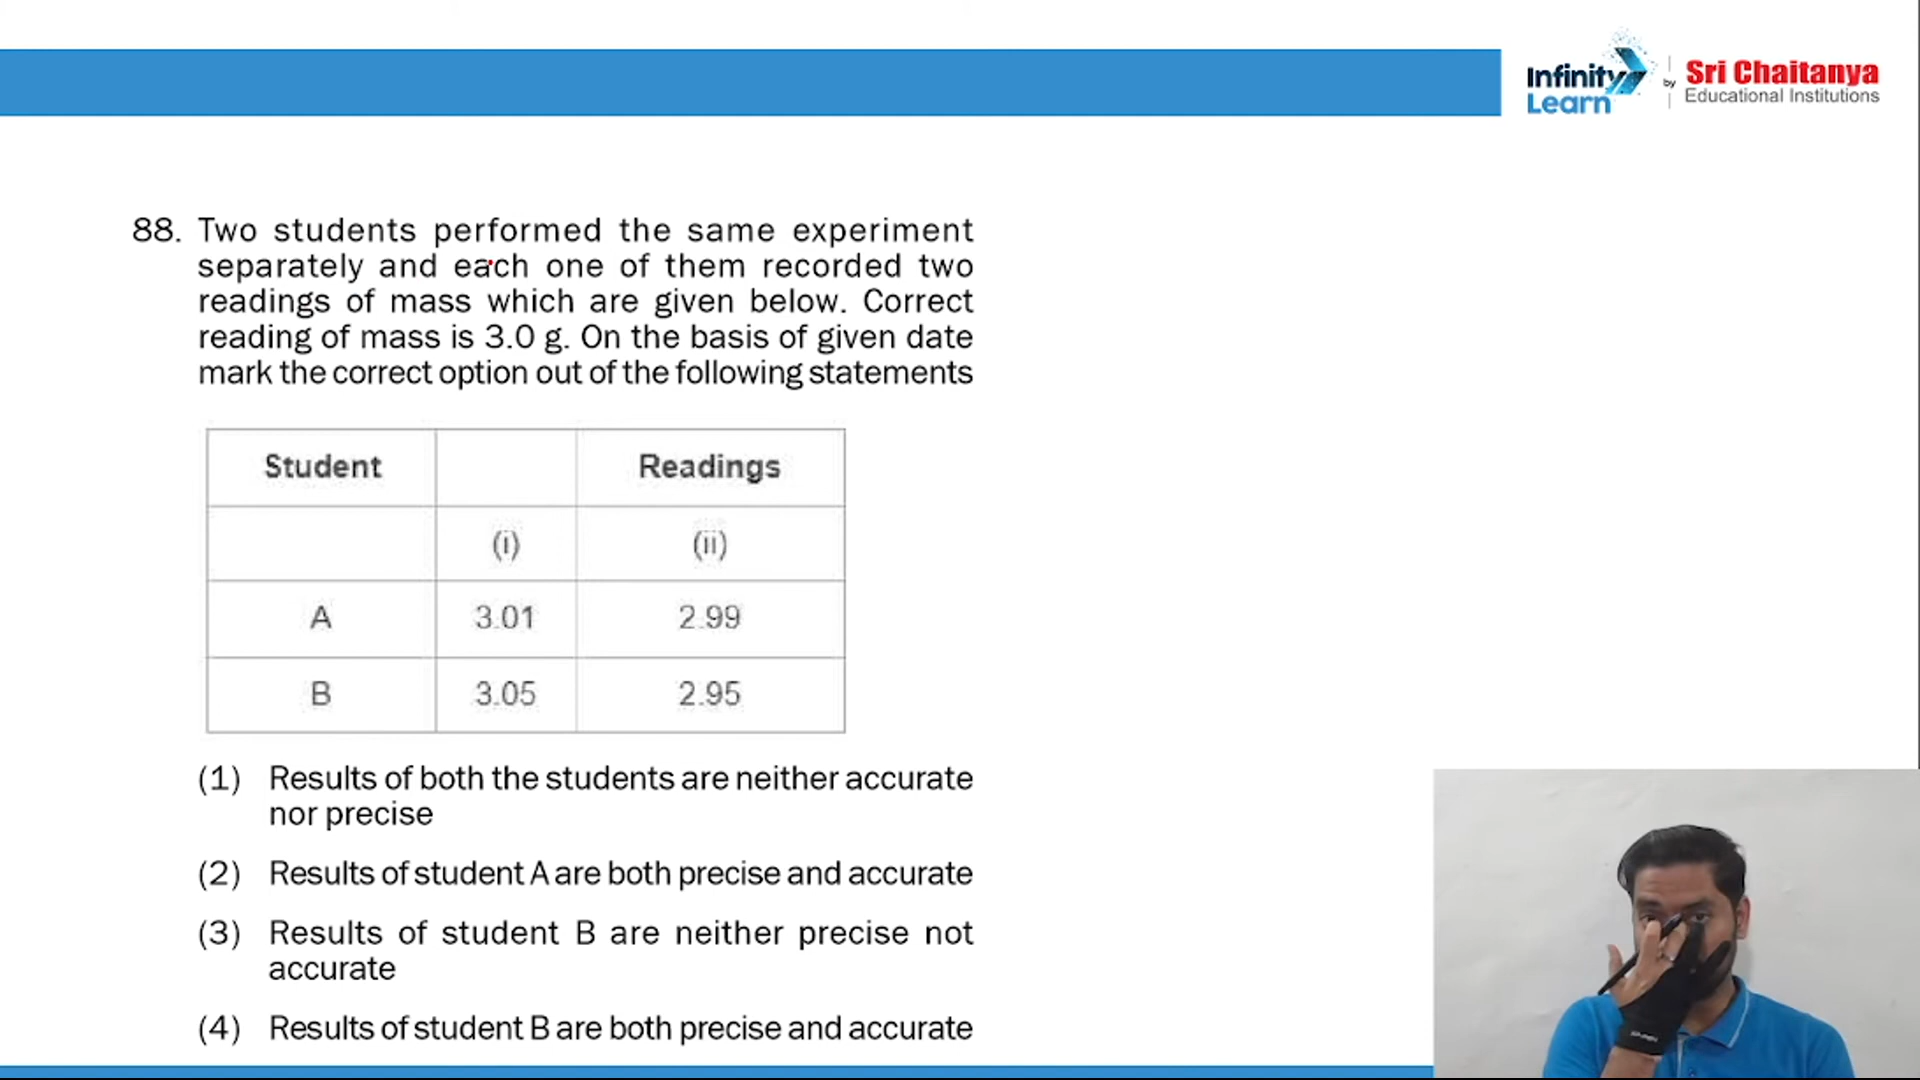 Infinity
Learn
by
Sri Chaitanya
Educational Institutions
88. Two students performed the same experiment
separately and each one of them recorded two
readings of mass which are given below. Correct
reading of mass is 3.0 g. On the basis of given date
mark the correct option out of the following statements
Student Readings
(i) (ii)
A 3.01 2.99
B 3.05 2.95
(1) Results of both the students are neither accurate
nor precise
(2) Results of student A are both precise and accurate
(3) Results of student B are neither precise not
accurate
(4) Results of student B are both precise and accurate